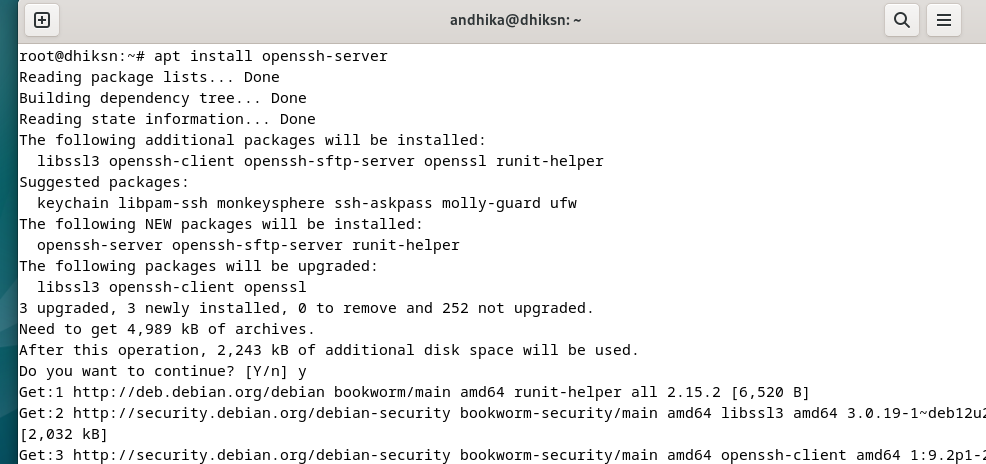 andhika@dhiksn: ~
root@dhiksn:~# apt install openssh-server
Reading package lists... Done
Building dependency tree... Done
Reading state information... Done
The following additional packages will be installed:
  libssl3 openssh-client openssh-sftp-server openssl runit-helper
Suggested packages:
  keychain libpam-ssh monkeysphere ssh-askpass molly-guard ufw
The following NEW packages will be installed:
  openssh-server openssh-sftp-server runit-helper
The following packages will be upgraded:
  libssl3 openssh-client openssl
3 upgraded, 3 newly installed, 0 to remove and 252 not upgraded.
Need to get 4,989 kB of archives.
After this operation, 2,243 kB of additional disk space will be used.
Do you want to continue? [Y/n] y
Get:1 http://deb.debian.org/debian bookworm/main amd64 runit-helper all 2.15.2 [6,520 B]
Get:2 http://security.debian.org/debian-security bookworm-security/main amd64 libssl3 amd64 3.0.19-1~deb12u2
[2,032 kB]
Get:3 http://security.debian.org/debian-security bookworm-security/main amd64 openssh-client amd64 1:9.2p1-2